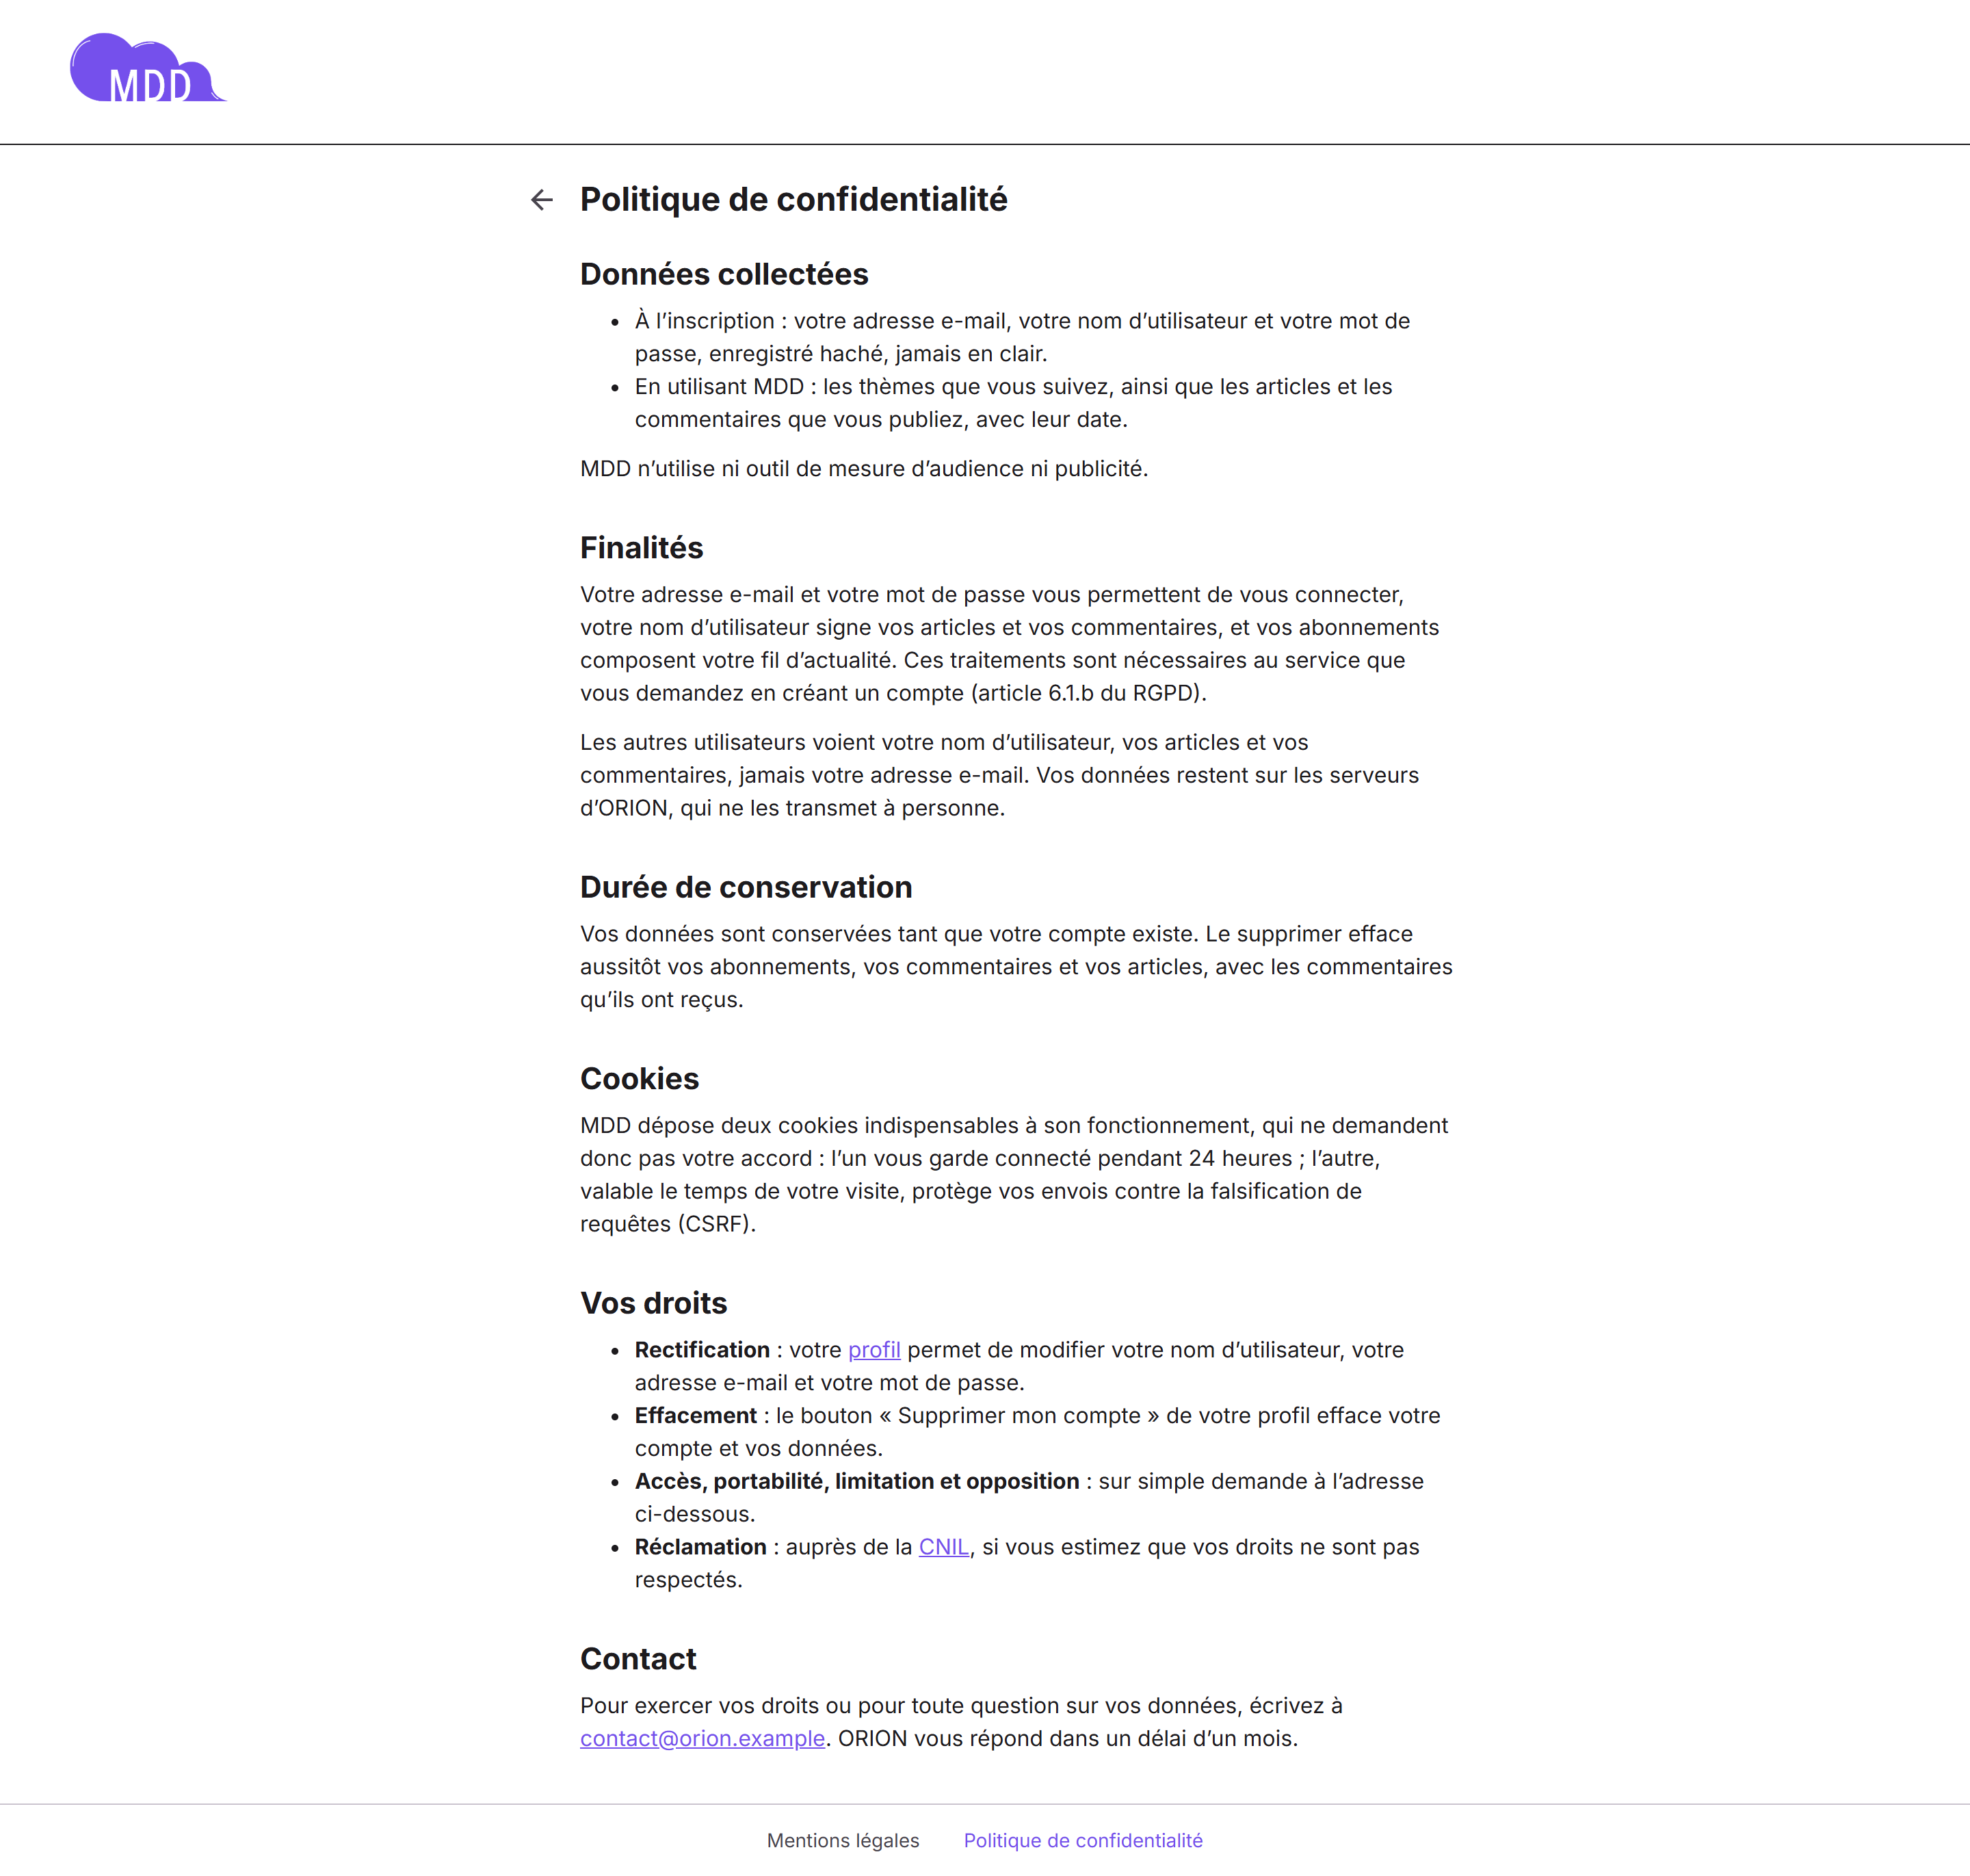 MDD
Politique de confidentialité
Données collectées
• À l’inscription : votre adresse e-mail, votre nom d’utilisateur et votre mot de
passe, enregistré haché, jamais en clair.
• En utilisant MDD : les thèmes que vous suivez, ainsi que les articles et les
commentaires que vous publiez, avec leur date.
MDD n’utilise ni outil de mesure d’audience ni publicité.
Finalités
Votre adresse e-mail et votre mot de passe vous permettent de vous connecter,
votre nom d’utilisateur signe vos articles et vos commentaires, et vos abonnements
composent votre fil d’actualité. Ces traitements sont nécessaires au service que
vous demandez en créant un compte (article 6.1.b du RGPD).
Les autres utilisateurs voient votre nom d’utilisateur, vos articles et vos
commentaires, jamais votre adresse e-mail. Vos données restent sur les serveurs
d’ORION, qui ne les transmet à personne.
Durée de conservation
Vos données sont conservées tant que votre compte existe. Le supprimer efface
aussitôt vos abonnements, vos commentaires et vos articles, avec les commentaires
qu’ils ont reçus.
Cookies
MDD dépose deux cookies indispensables à son fonctionnement, qui ne demandent
donc pas votre accord : l’un vous garde connecté pendant 24 heures ; l’autre,
valable le temps de votre visite, protège vos envois contre la falsification de
requêtes (CSRF).
Vos droits
• Rectification : votre profil permet de modifier votre nom d’utilisateur, votre
adresse e-mail et votre mot de passe.
• Effacement : le bouton « Supprimer mon compte » de votre profil efface votre
compte et vos données.
• Accès, portabilité, limitation et opposition : sur simple demande à l’adresse
ci-dessous.
• Réclamation : auprès de la CNIL, si vous estimez que vos droits ne sont pas
respectés.
Contact
Pour exercer vos droits ou pour toute question sur vos données, écrivez à
contact@orion.example. ORION vous répond dans un délai d’un mois.
Mentions légales Politique de confidentialité